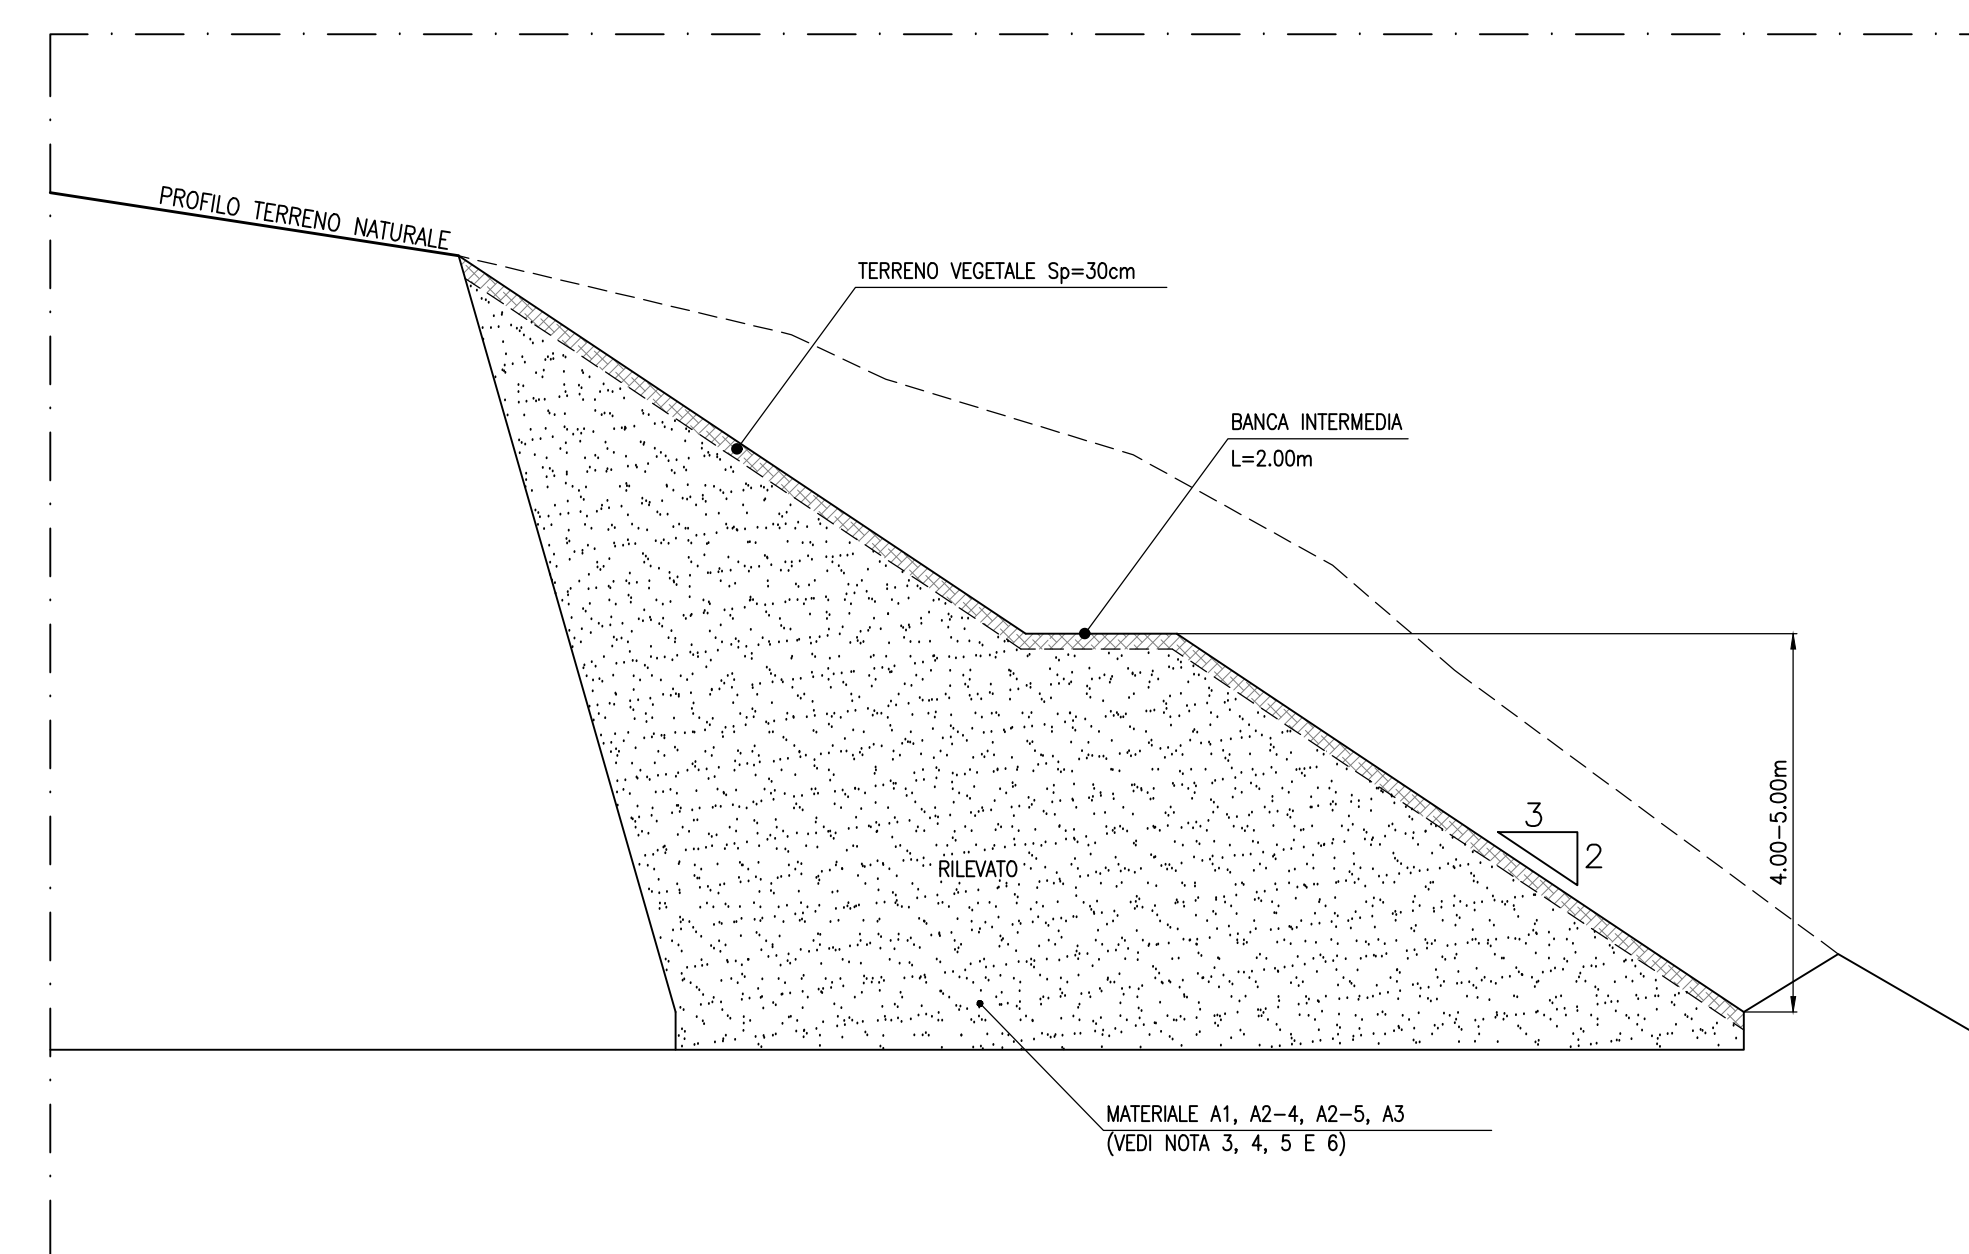 PROFILO TERRENO NATURALE
TERRENO VEGETALE Sp=30cm
BANCA INTERMEDIA
L=2.00m
3
2
4.00-5.00m
RILEVATO
MATERIALE A1, A2-4, A2-5, A3
(VEDI NOTA 3, 4, 5 E 6)